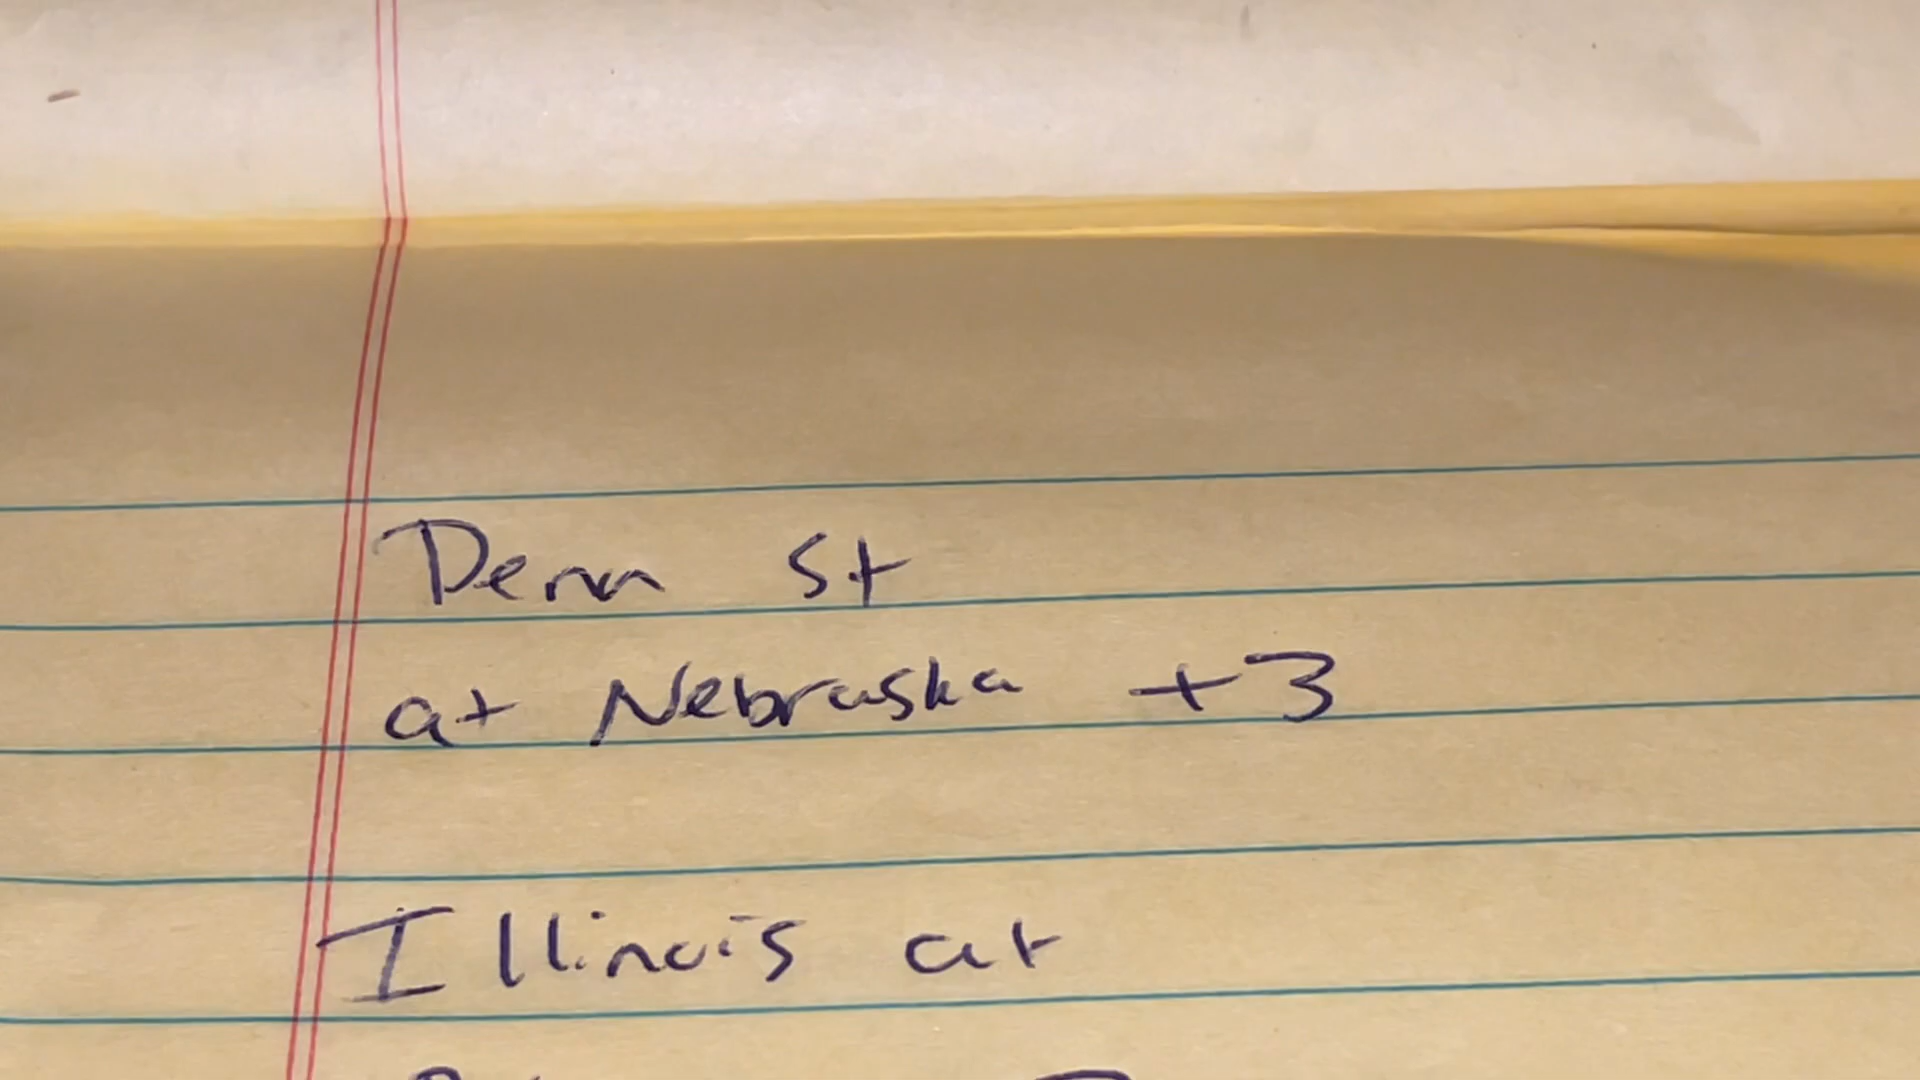 Penn St
at Nebraska +3
Illinois at